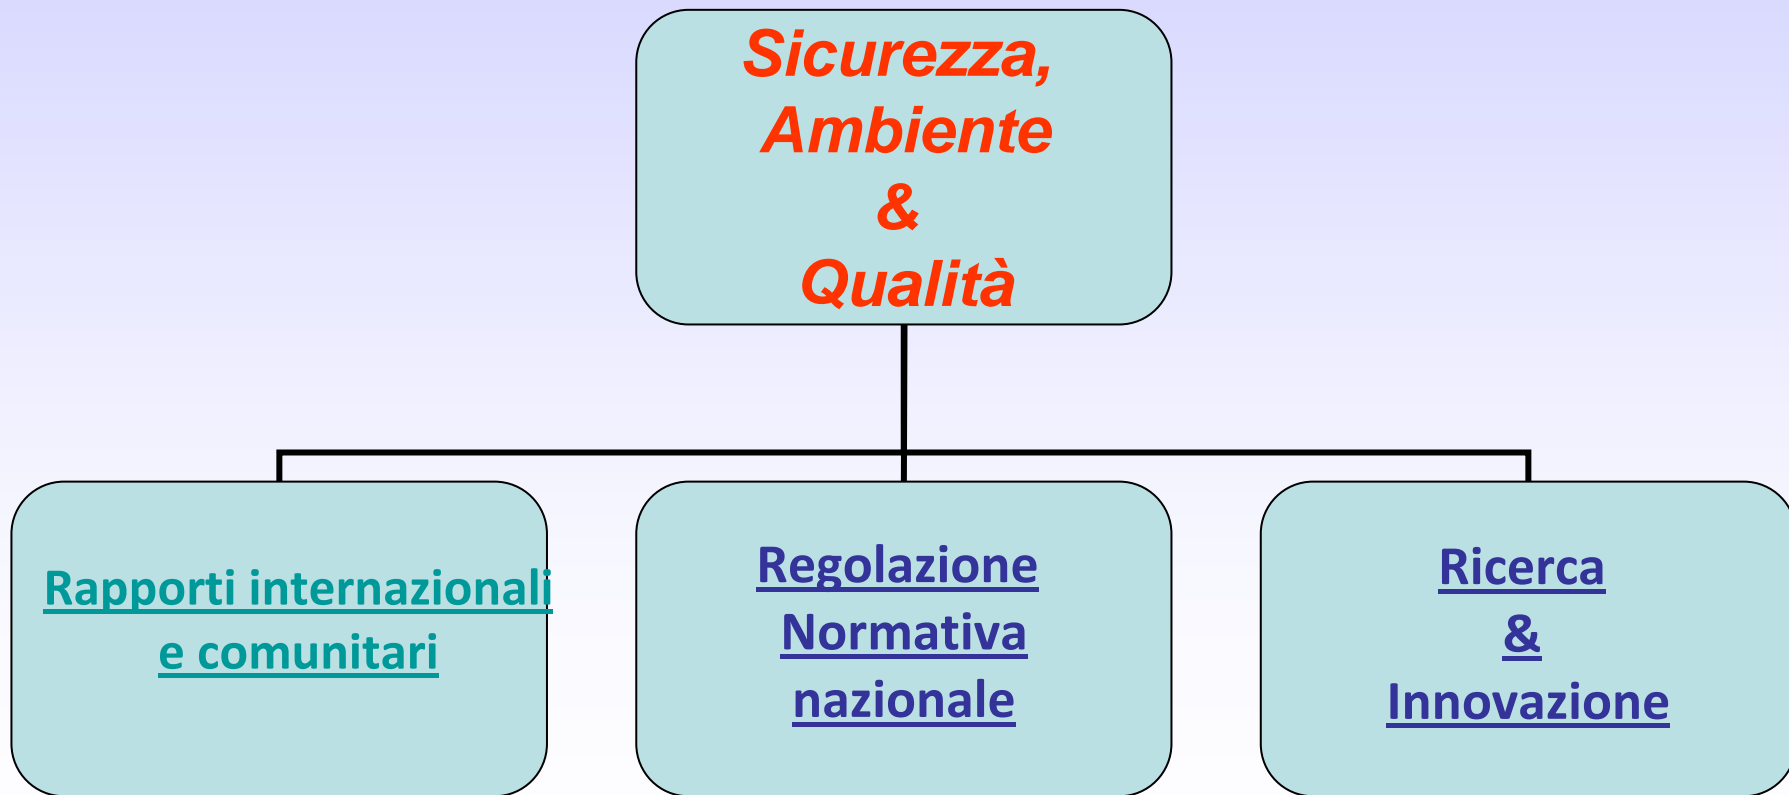 Sicurezza,
Ambiente
&
Qualità
Rapporti internazionali
e comunitari
Regolazione
Normativa
nazionale
Ricerca
&
Innovazione